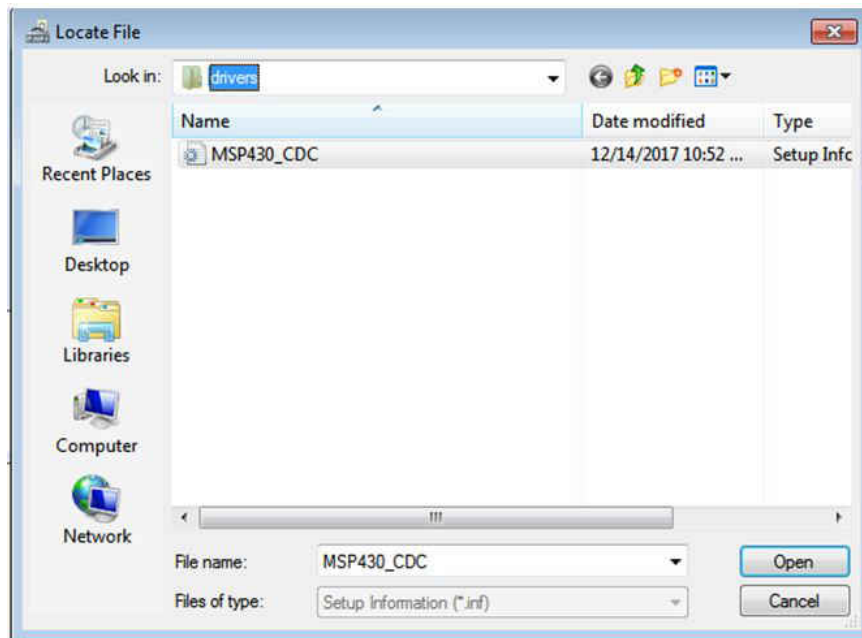 Locate File
Look in: drivers
Name Date modified Type
MSP430_CDC 12/14/2017 10:52 ... Setup Info
Recent Places
Desktop
Libraries
Computer
Network
File name: MSP430_CDC Open
Files of type: Setup Information (*.inf) Cancel